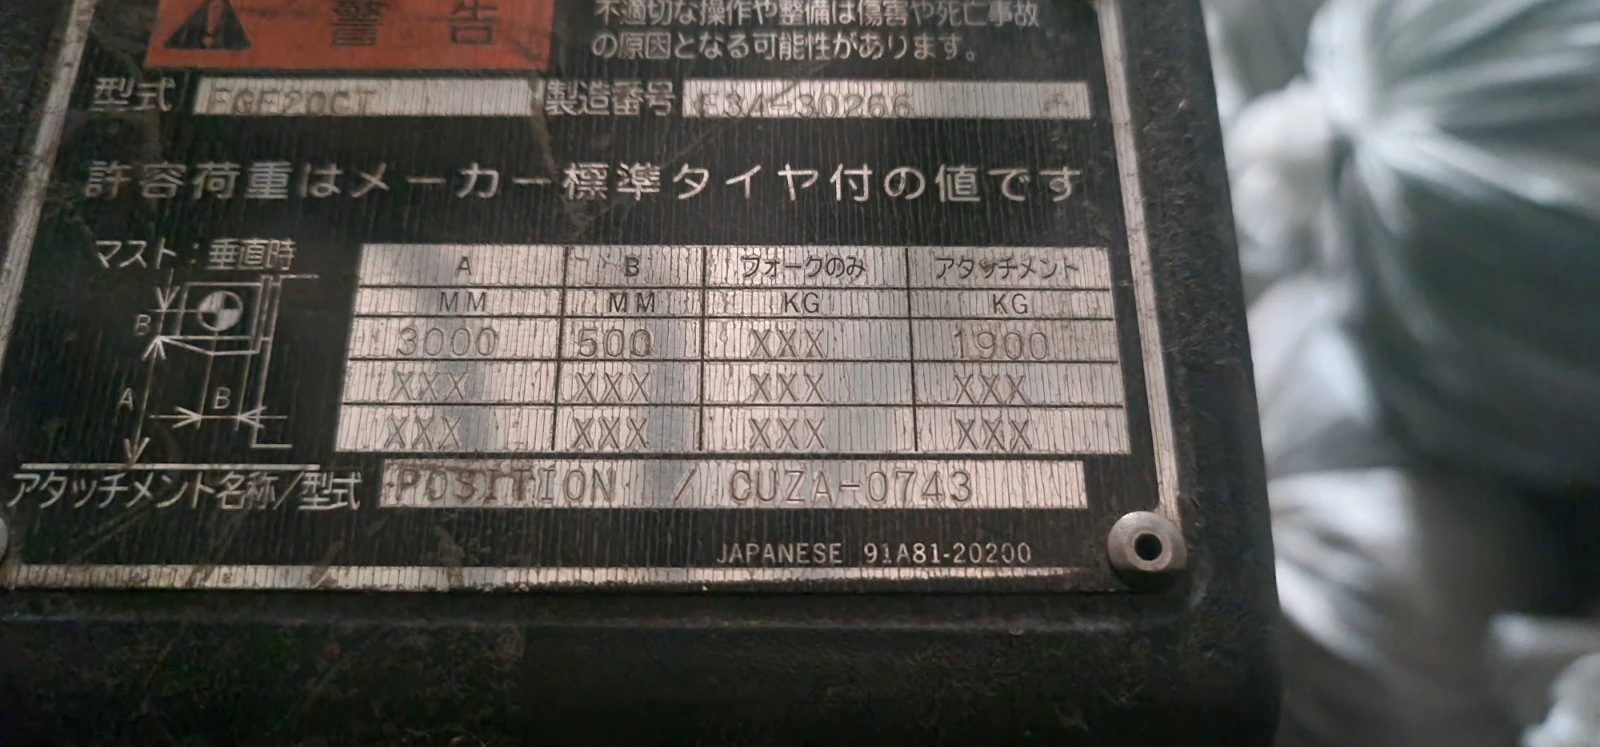 警告
不適切な操作や整備は傷害や死亡事故
の原因となる可能性があります。
型式 FGE20CT 製造番号 F34-30266
許容荷重はメーカー標準タイヤ付の値です
マスト：垂直時
A B フォークのみ アタッチメント
MM MM KG KG
3000 500 XXX 1900
XXX XXX XXX XXX
XXX XXX XXX XXX
B
A B
アタッチメント名称/型式 POSITION / CUZA-0743
JAPANESE 91A81-20200